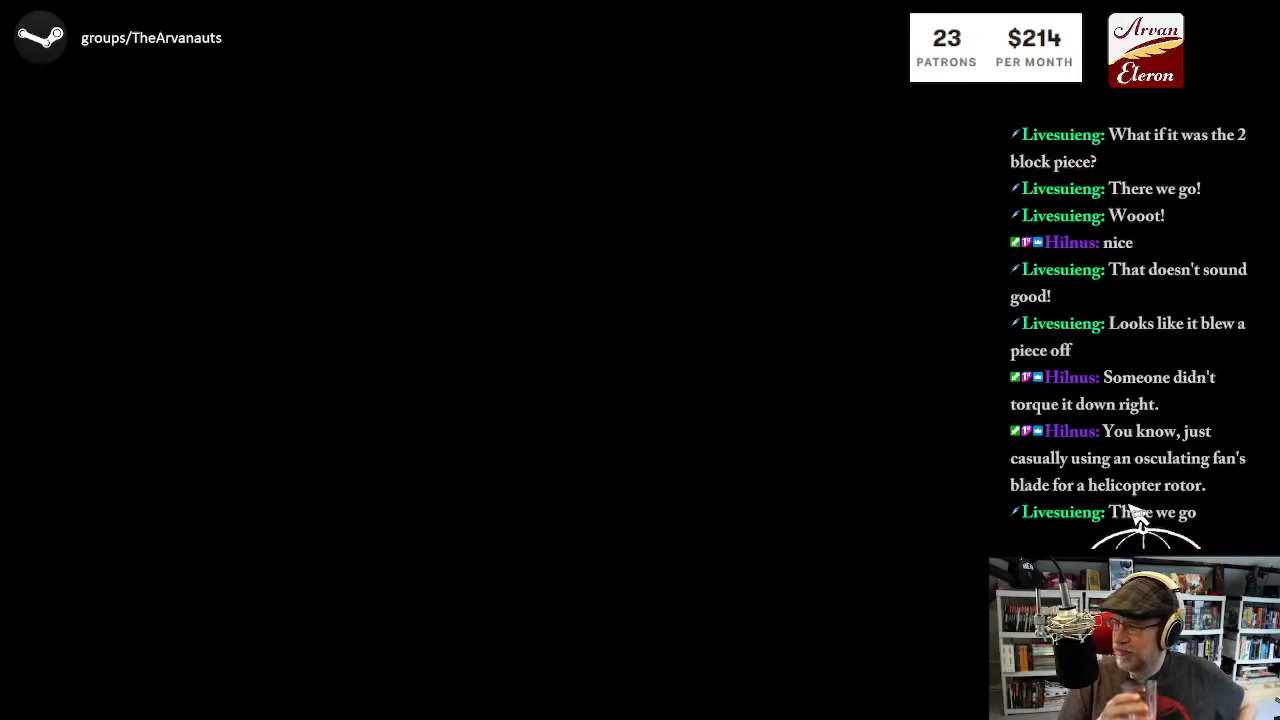 groups/TheArvanauts
23
PATRONS
$214
PER MONTH
Arvan
Eleron
Livesuieng: What if it was the 2
block piece?
Livesuieng: There we go!
Livesuieng: Wooot!
Hilnus: nice
Livesuieng: That doesn't sound
good!
Livesuieng: Looks like it blew a
piece off
Hilnus: Someone didn't
torque it down right.
Hilnus: You know, just
casually using an osculating fan's
blade for a helicopter rotor.
Livesuieng: There we go